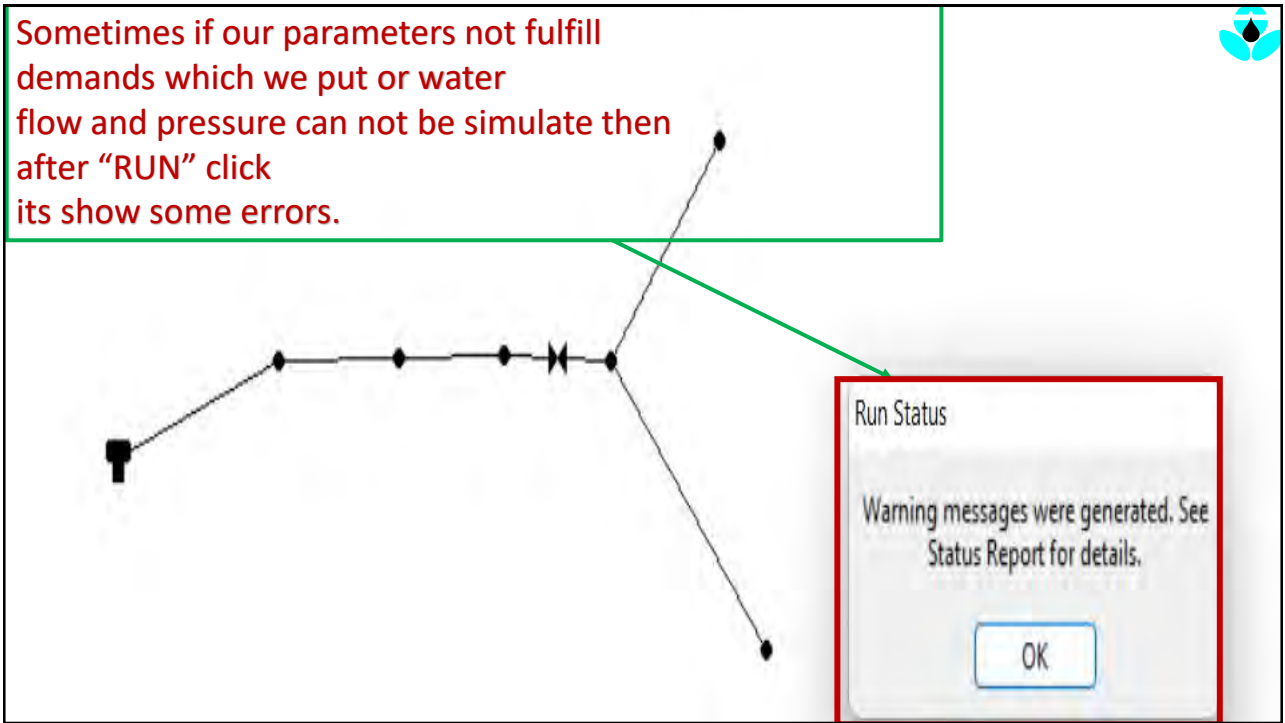 Sometimes if our parameters not fulfill
demands which we put or water
flow and pressure can not be simulate then
after “RUN” click
its show some errors.
Run Status
Warning messages were generated. See
Status Report for details.
OK